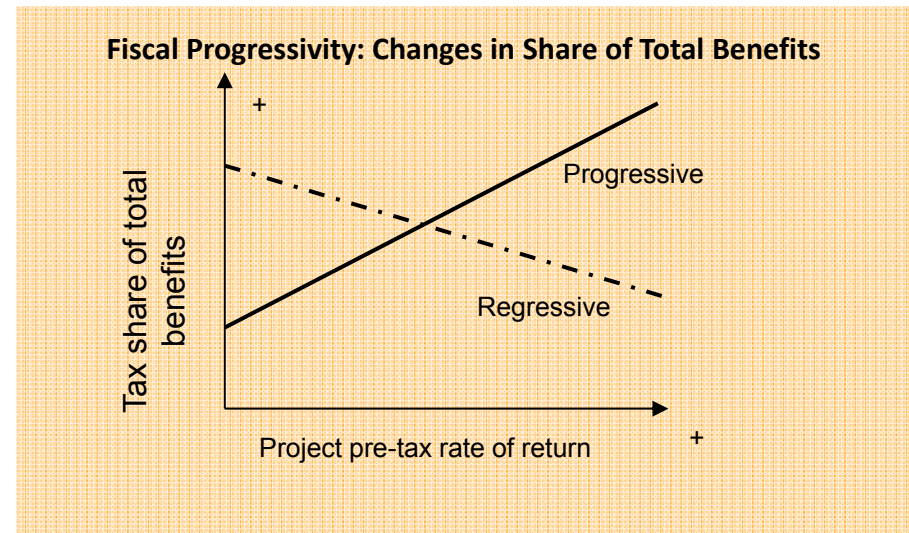 Fiscal Progressivity: Changes in Share of Total Benefits
+
Tax share of total
benefits
Progressive
Regressive
Project pre-tax rate of return
+